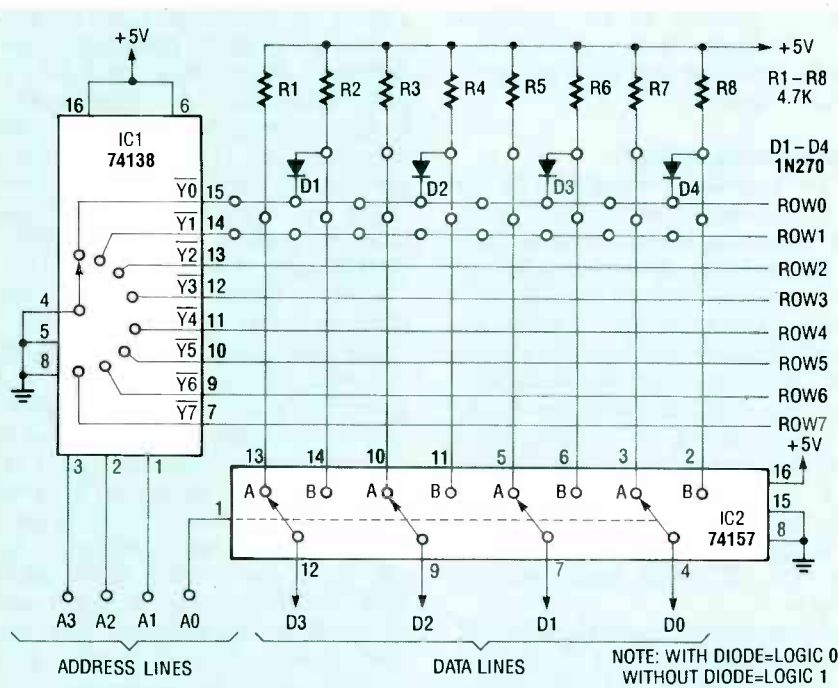 +5V
+5V
R1 R2 R3 R4 R5 R6 R7 R8
R1–R8
4.7K
16 6
IC1
74138
D1–D4
1N270
D1 D2 D3 D4
Y0 15 ROW0
Y1 14 ROW1
Y2 13 ROW2
Y3 12 ROW3
4 Y4 11 ROW4
5 Y5 10 ROW5
8 Y6 9 ROW6
Y7 7 ROW7
+5V
3 2 1
13 14 10 11 5 6 3 2 16
A B A B A B A B
1 15
IC2
74157
8
12 9 7 4
A3 A2 A1 A0 D3 D2 D1 D0
ADDRESS LINES DATA LINES
NOTE: WITH DIODE=LOGIC 0
WITHOUT DIODE=LOGIC 1